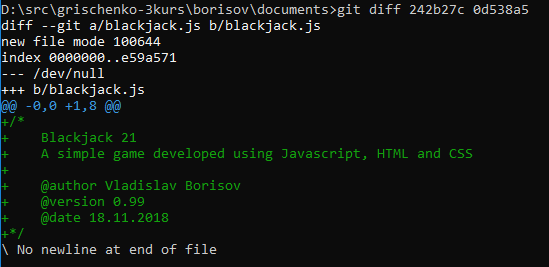 D:\src\grischenko-3kurs\borisov\documents>git diff 242b27c 0d538a5
diff --git a/blackjack.js b/blackjack.js
new file mode 100644
index 0000000..e59a571
--- /dev/null
+++ b/blackjack.js
@@ -0,0 +1,8 @@
+/*
+    Blackjack 21
+    A simple game developed using Javascript, HTML and CSS
+
+    @author Vladislav Borisov
+    @version 0.99
+    @date 18.11.2018
+*/
\ No newline at end of file